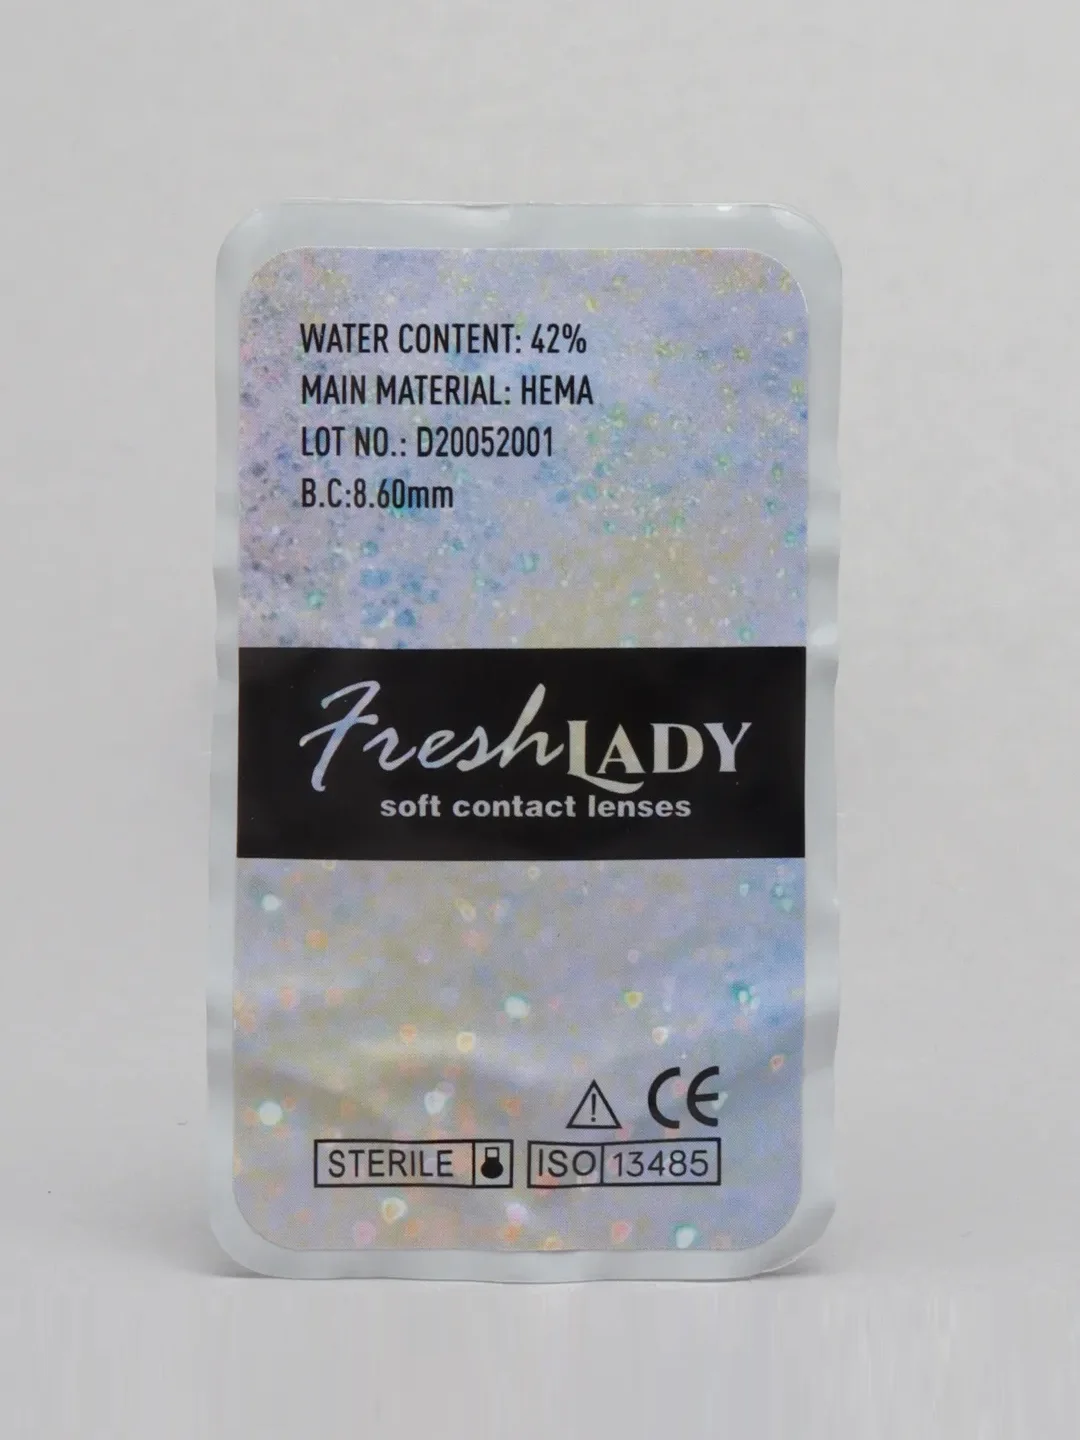 WATER CONTENT: 42%
MAIN MATERIAL: HEMA
LOT NO.: D20052001
B.C:8.60mm
FreshLADY
soft contact lenses
CE
STERILE
ISO 13485